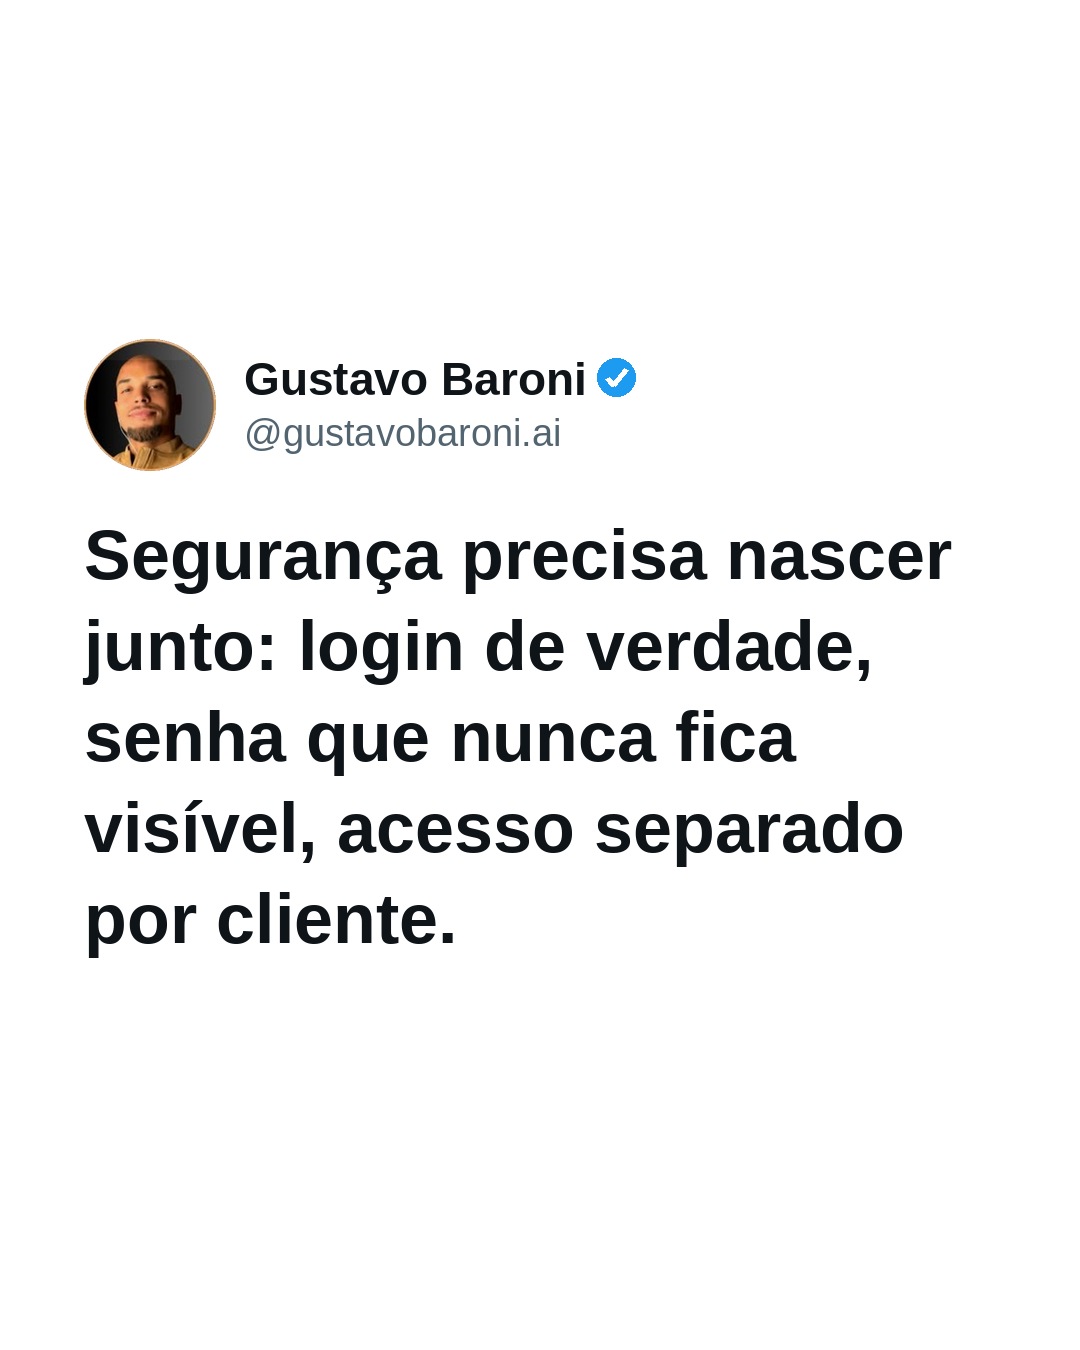 Gustavo Baroni
@gustavobaroni.ai
Segurança precisa nascer
junto: login de verdade,
senha que nunca fica
visível, acesso separado
por cliente.